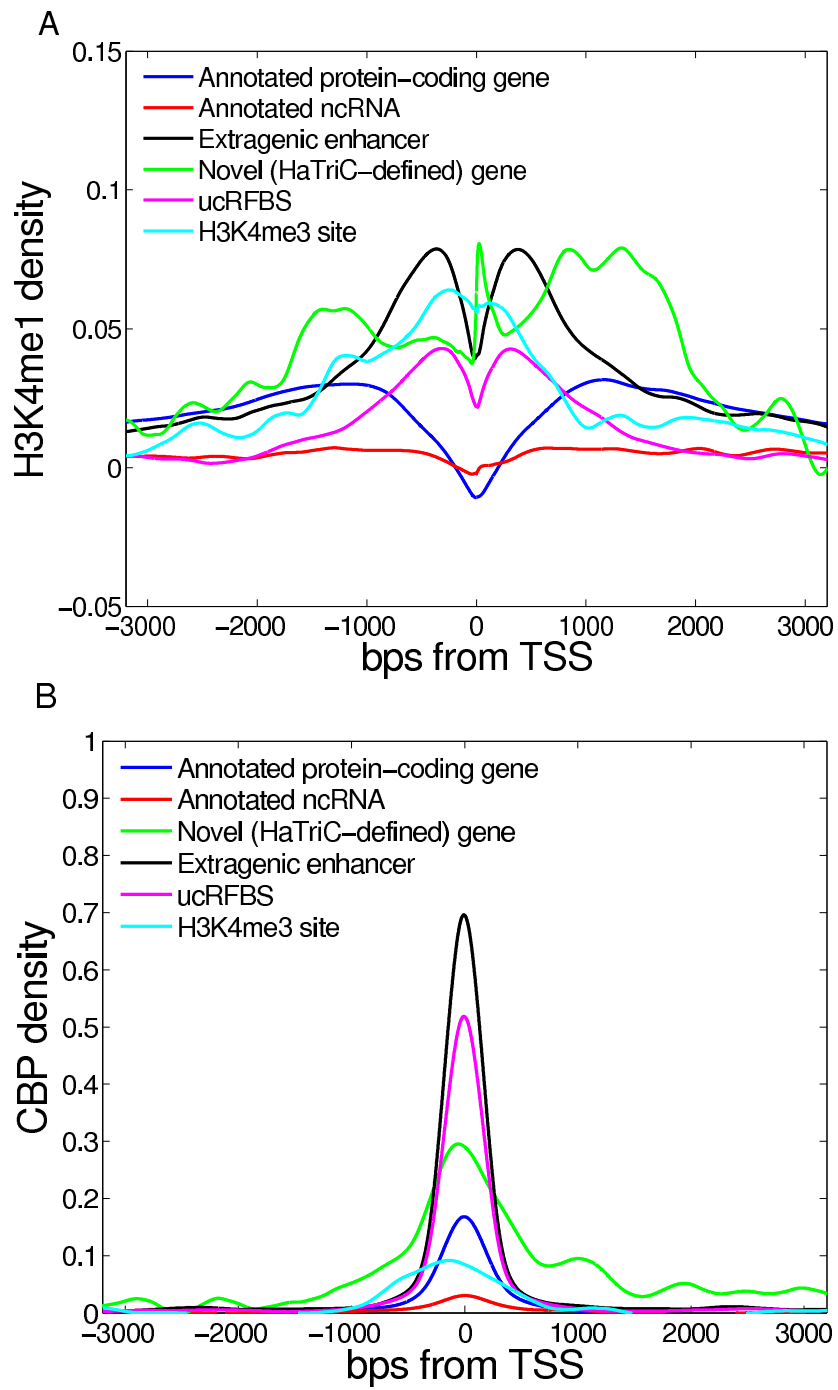 A
0.15
Annotated protein−coding gene
Annotated ncRNA
Extragenic enhancer
Novel (HaTriC−defined) gene
ucRFBS
H3K4me3 site
0.1
0.05
0
−0.05
H3K4me1 density
−3000 −2000 −1000 0 1000 2000 3000
bps from TSS
B
1
Annotated protein−coding gene
Annotated ncRNA
Novel (HaTriC−defined) gene
Extragenic enhancer
ucRFBS
H3K4me3 site
0.9
0.8
0.7
0.6
0.5
0.4
0.3
0.2
0.1
0
CBP density
−3000 −2000 −1000 0 1000 2000 3000
bps from TSS